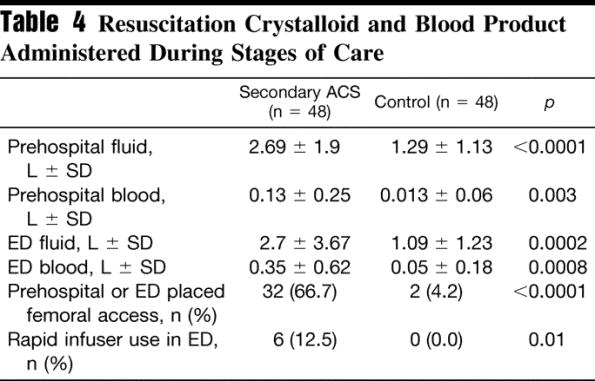 Table 4 Resuscitation Crystalloid and Blood Product
Administered During Stages of Care
Secondary ACS
(n = 48) Control (n = 48) p
Prehospital fluid, 2.69 ± 1.9 1.29 ± 1.13 <0.0001
L ± SD
Prehospital blood, 0.13 ± 0.25 0.013 ± 0.06 0.003
L ± SD
ED fluid, L ± SD 2.7 ± 3.67 1.09 ± 1.23 0.0002
ED blood, L ± SD 0.35 ± 0.62 0.05 ± 0.18 0.0008
Prehospital or ED placed 32 (66.7) 2 (4.2) <0.0001
femoral access, n (%)
Rapid infuser use in ED, 6 (12.5) 0 (0.0) 0.01
n (%)